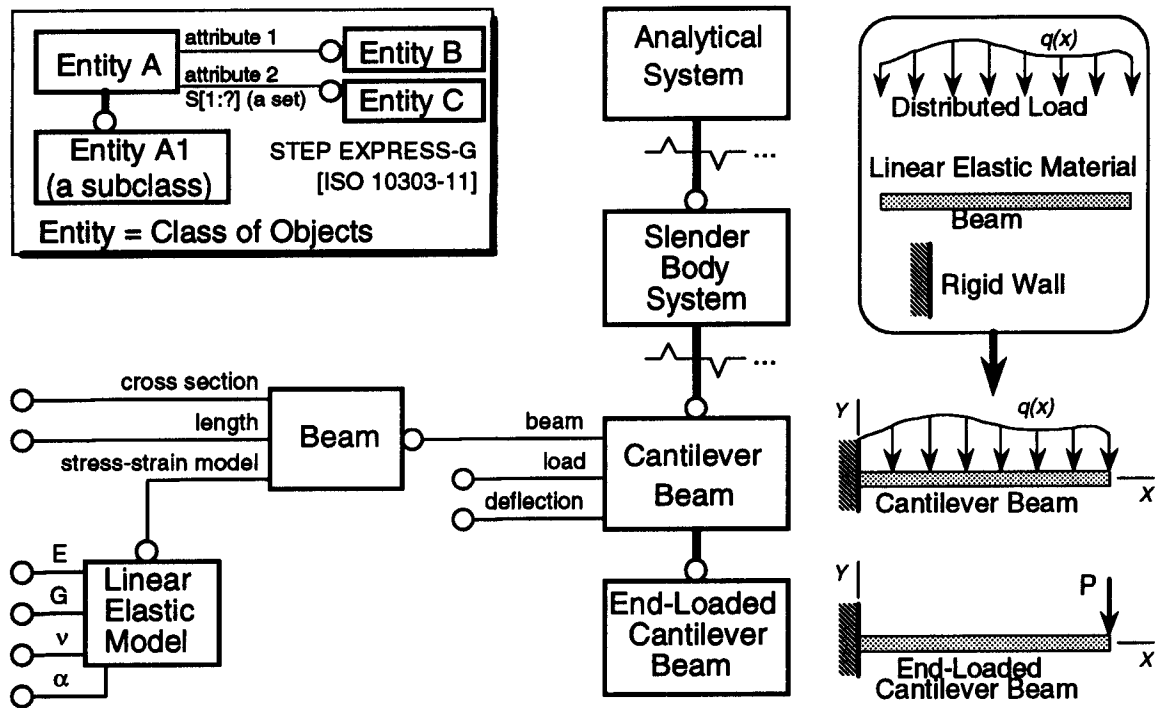 attribute 1
Entity A
Entity B
attribute 2
S[1:?] (a set)
Entity C
Entity A1
(a subclass)
STEP EXPRESS-G
[ISO 10303-11]
Entity = Class of Objects
Analytical
System
...
Slender
Body
System
...
q(x)
Distributed Load
Linear Elastic Material
Beam
Rigid Wall
cross section
length
stress-strain model
Beam
beam
load
deflection
Cantilever
Beam
E
G
ν
α
Linear
Elastic
Model
End-Loaded
Cantilever
Beam
Y
q(x)
Cantilever Beam
X
Y
P
X
End-Loaded
Cantilever Beam